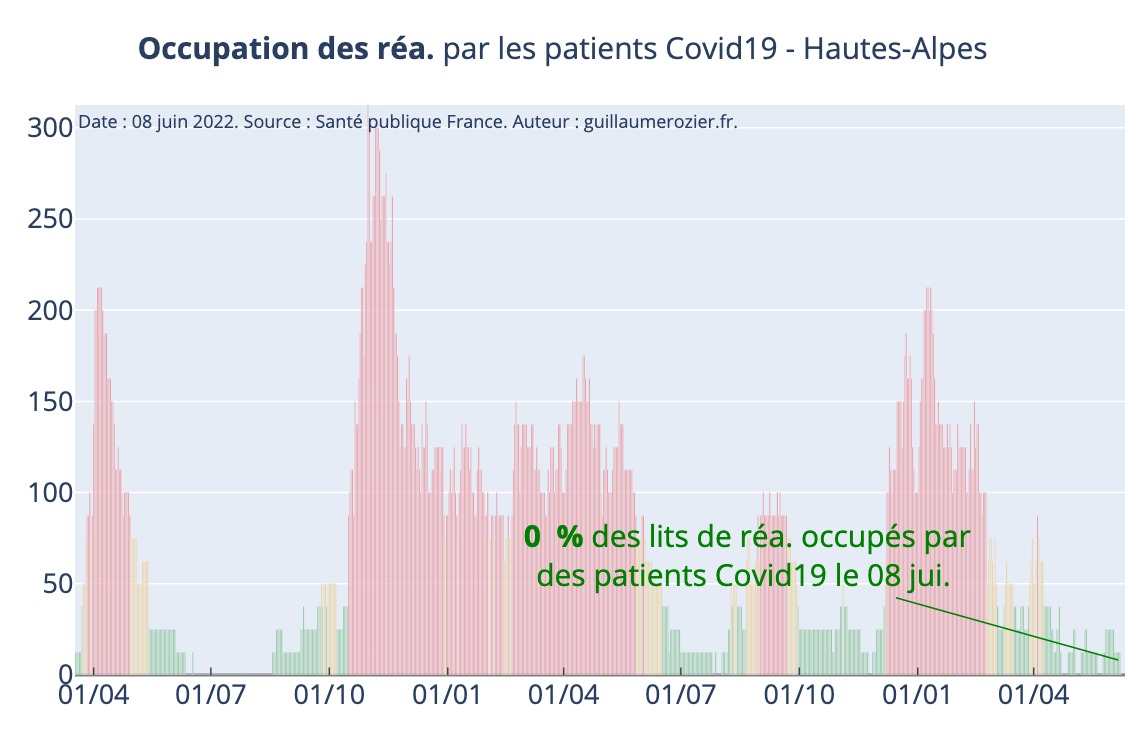 Occupation des réa. par les patients Covid19 - Hautes-Alpes
300
Date : 08 juin 2022. Source : Santé publique France. Auteur : guillaumerozier.fr.
250
200
150
100
0 % des lits de réa. occupés par
des patients Covid19 le 08 jui.
50
0
01/04 01/07 01/10 01/01 01/04 01/07 01/10 01/01 01/04